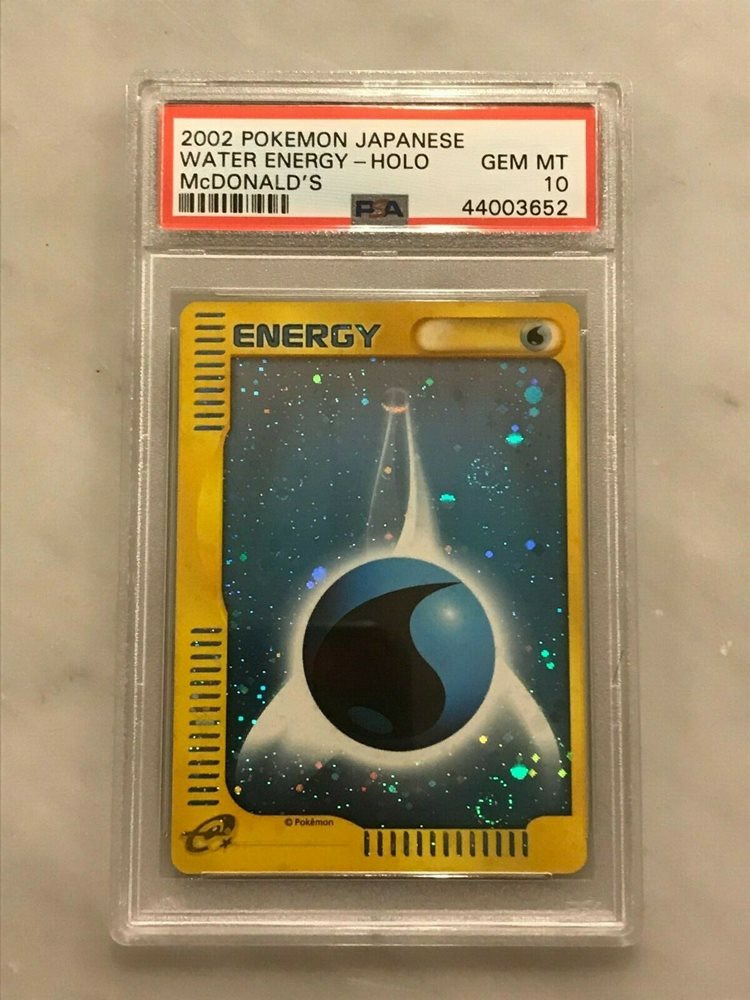 2002 POKEMON JAPANESE
WATER ENERGY – HOLO GEM MT
McDONALD'S 10
PSA 44003652
ENERGY
© Pokémon